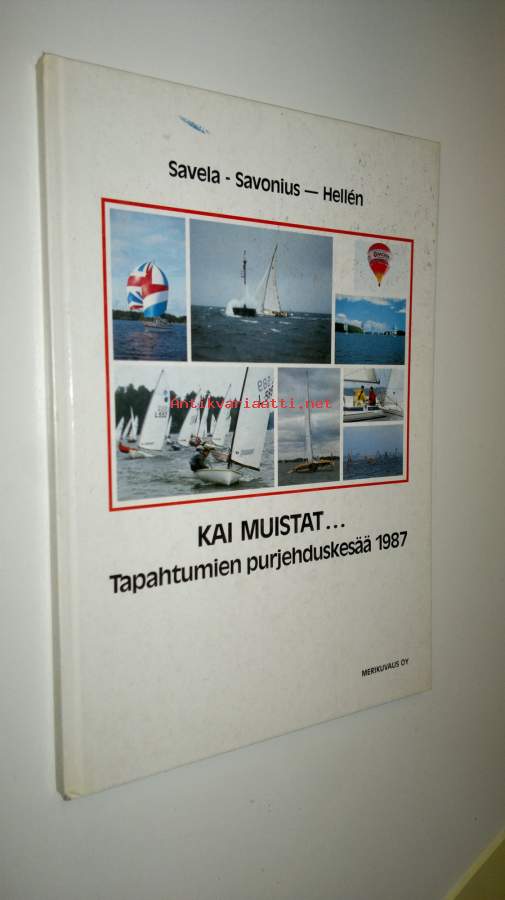 Savela - Savonius — Hellén
Antikvariaatti.net
KAI MUISTAT...
Tapahtumien purjehduskesää 1987
MERIKUVAUS OY